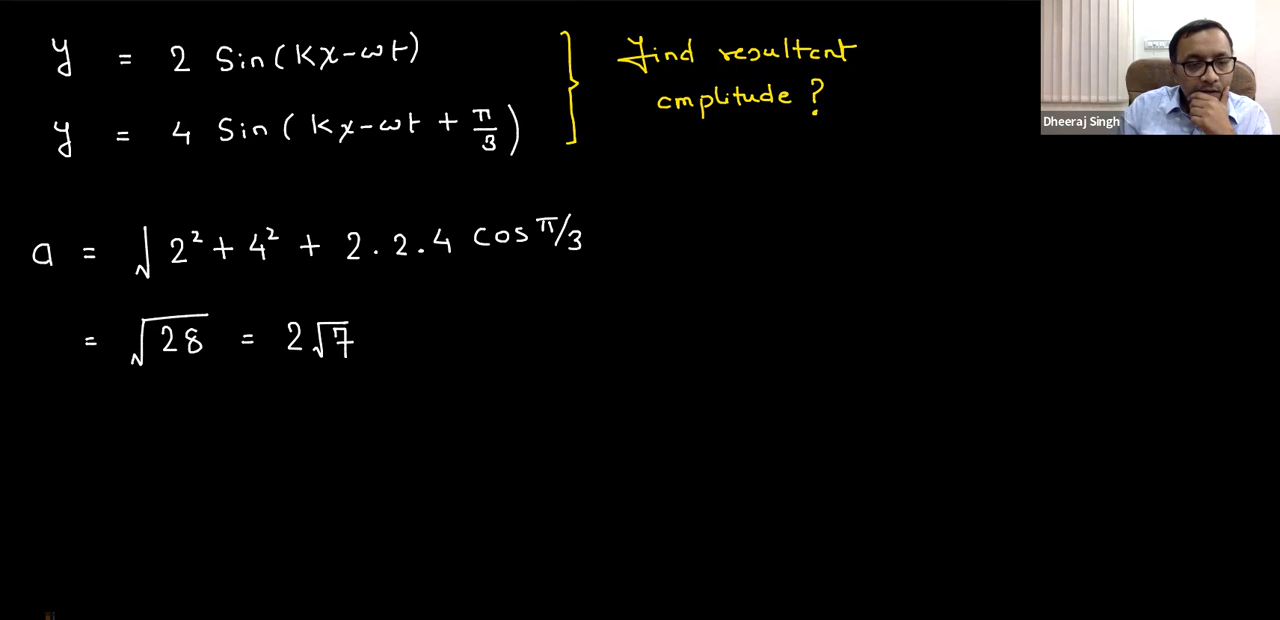 y = 2 Sin(kx-ωt)
y = 4 Sin(kx-ωt + π/3)
Find resultant
amplitude ?
Dheeraj Singh
a = √2² + 4² + 2.2.4 cos π/3
= √28 = 2√7